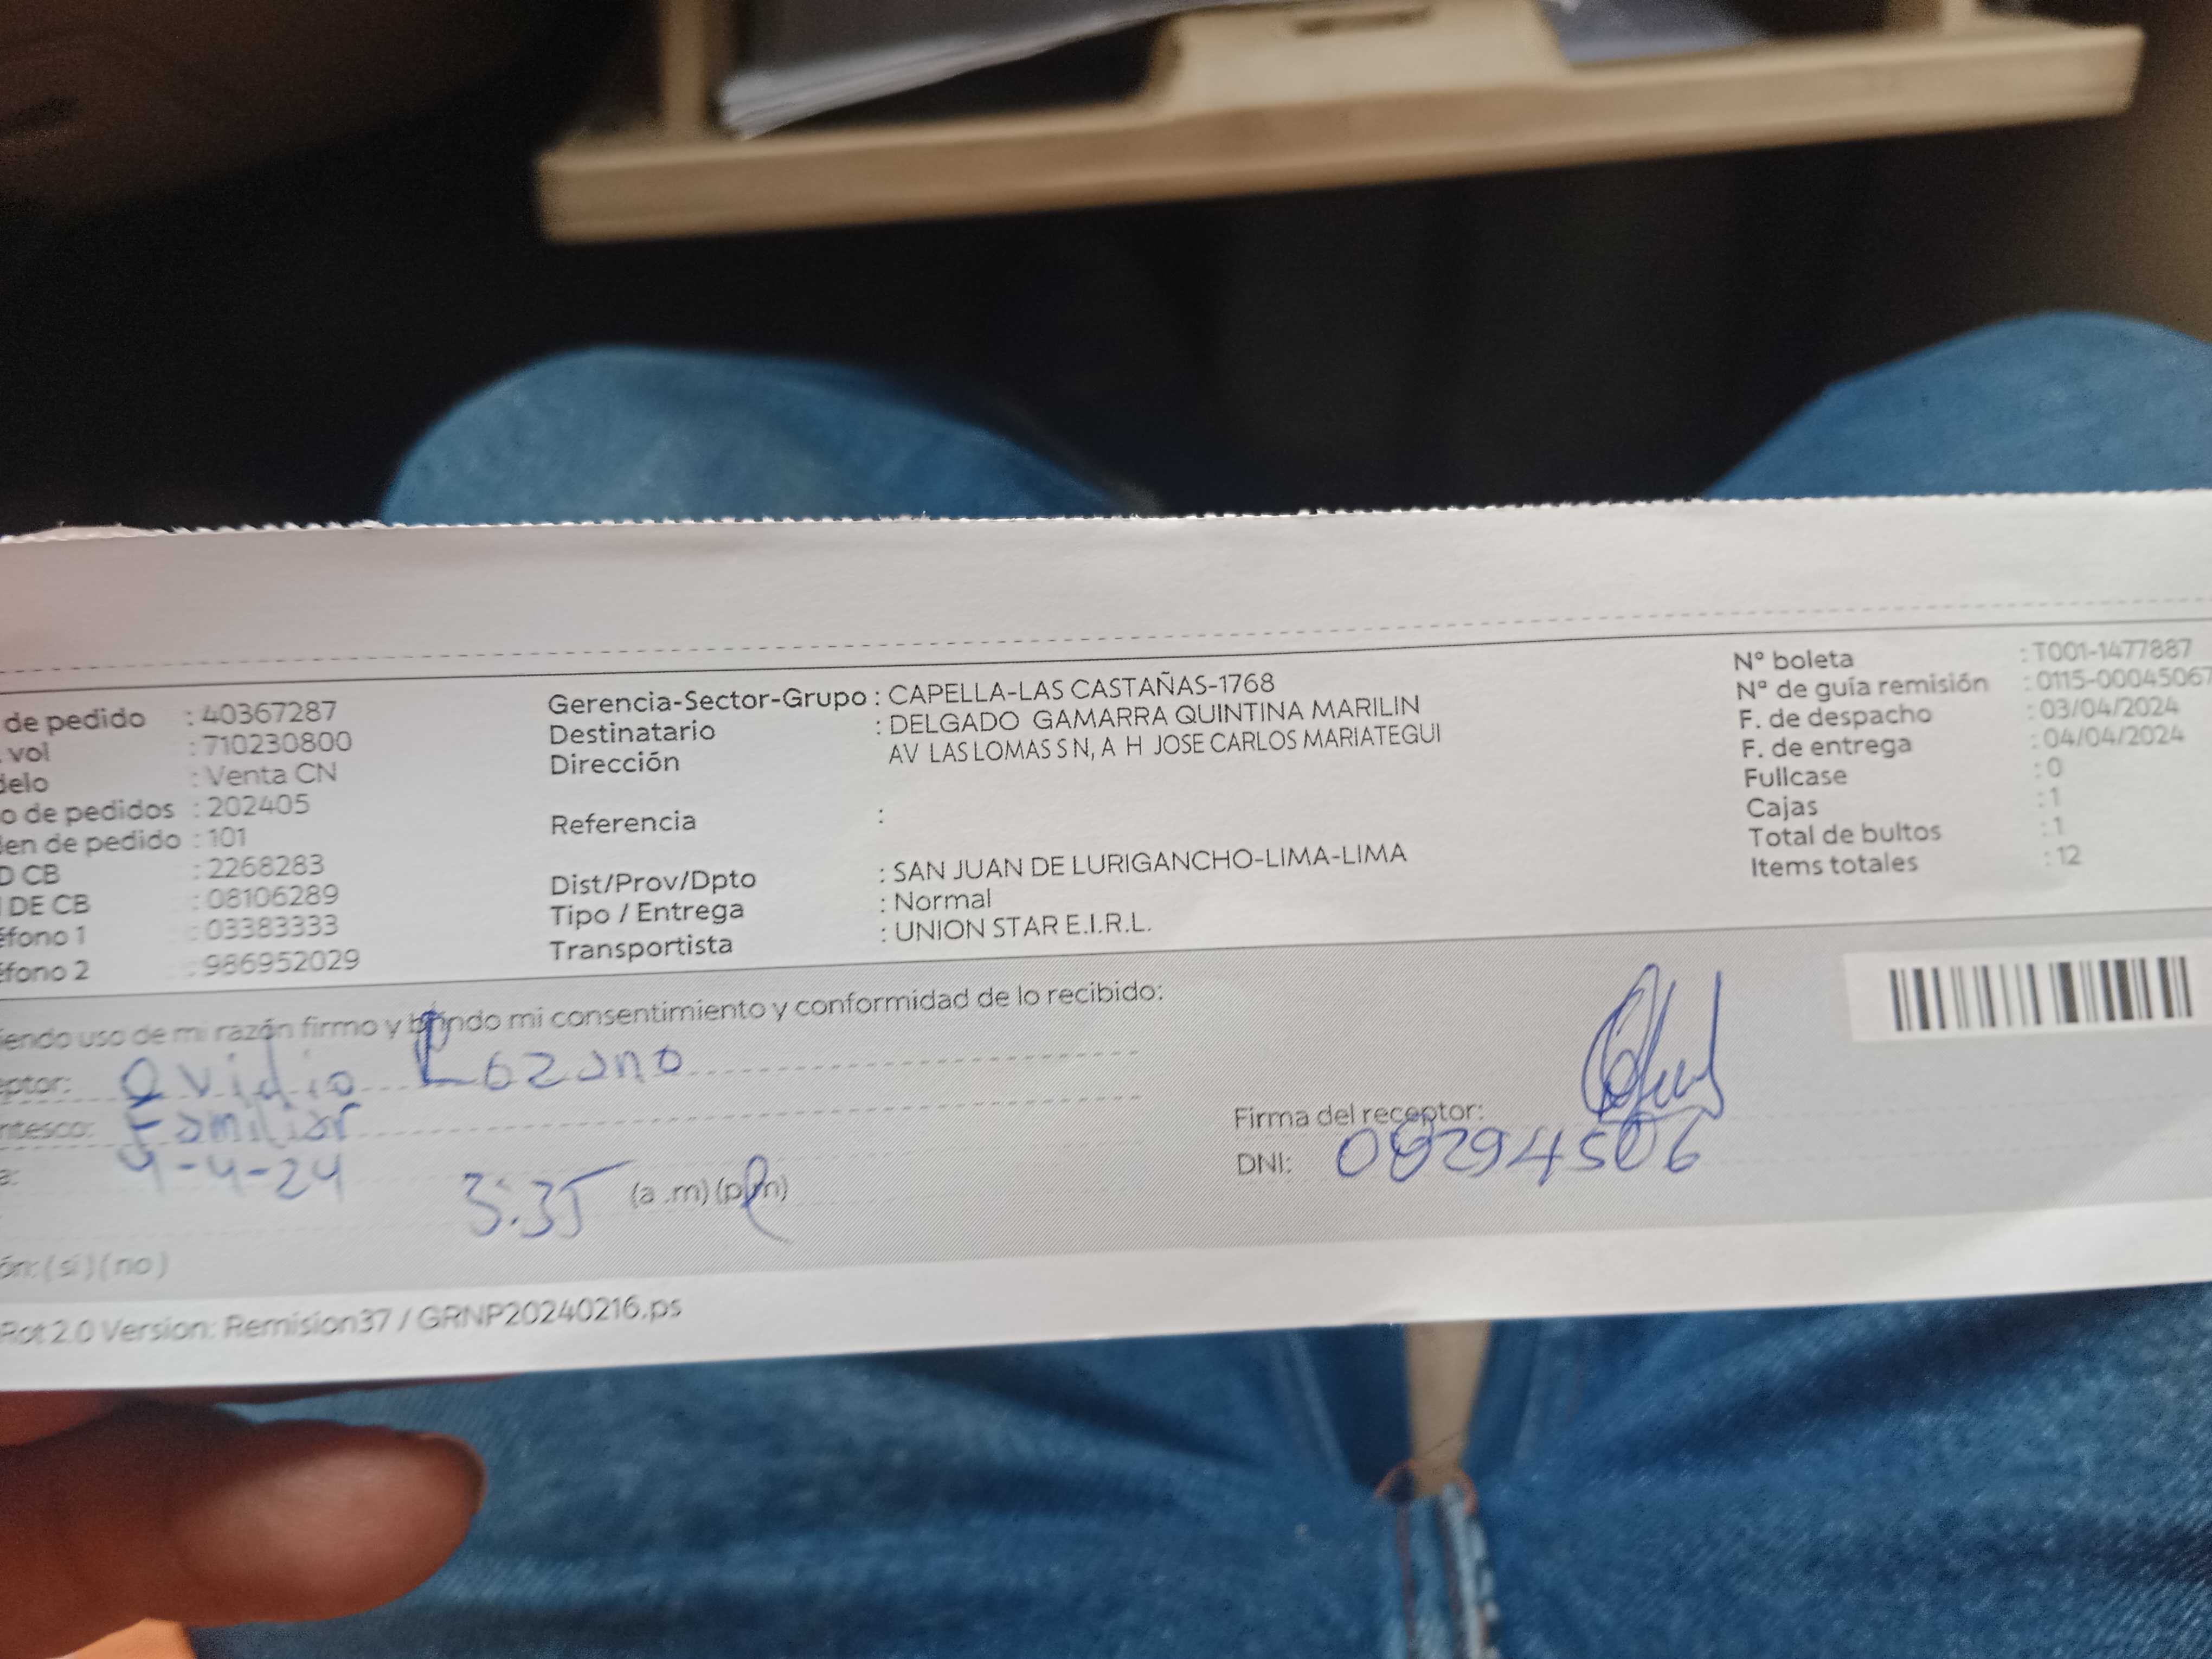 de pedido : 40367287
vol : 710230800
delo : Venta CN
o de pedidos : 202405
en de pedido : 101
D CB : 2268283
DE CB : 08106289
éfono 1 : 03383333
éfono 2 : 986952029
Gerencia-Sector-Grupo : CAPELLA-LAS CASTAÑAS-1768
Destinatario : DELGADO GAMARRA QUINTINA MARILIN
Dirección AV LAS LOMAS S N, A H JOSE CARLOS MARIATEGUI
Referencia :
Dist/Prov/Dpto : SAN JUAN DE LURIGANCHO-LIMA-LIMA
Tipo / Entrega : Normal
Transportista : UNION STAR E.I.R.L.
Nº boleta : T001-1477887
Nº de guía remisión : 0115-00045067
F. de despacho : 03/04/2024
F. de entrega : 04/04/2024
Fullcase : 0
Cajas : 1
Total de bultos : 1
Items totales : 12
iendo uso de mi razón firmo y brindo mi consentimiento y conformidad de lo recibido:
eptor: Ovidio Lozano
ntesco: Familiar
a: 4-4-24
3:35 (a .m) (p.m)
Firma del receptor:
DNI: 08294506
ón: (si) (no)
Rot 2.0 Version: Remision37 / GRNP20240216.ps